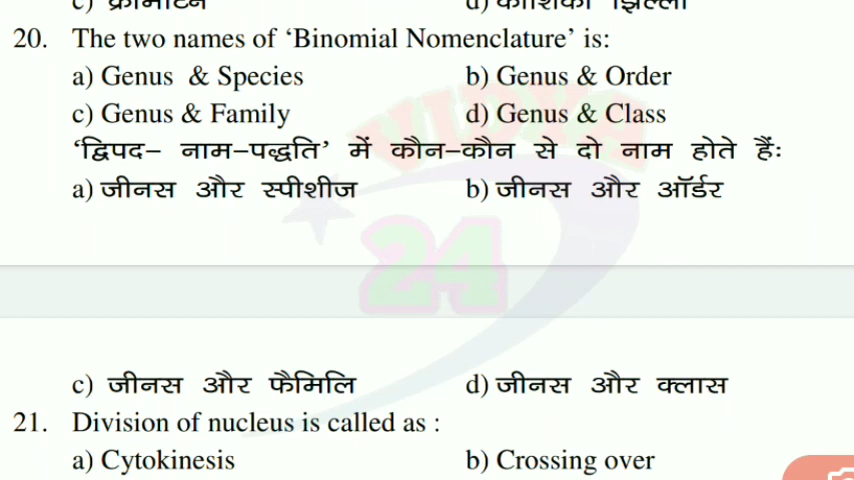 20. The two names of ‘Binomial Nomenclature’ is:
a) Genus & Species b) Genus & Order
c) Genus & Family d) Genus & Class
‘द्विपद– नाम–पद्धति’ में कौन–कौन से दो नाम होते हैं:
a) जीनस और स्पीशीज b) जीनस और ऑर्डर
VIDYA
24
c) जीनस और फैमिलि d) जीनस और क्लास
21. Division of nucleus is called as :
a) Cytokinesis b) Crossing over